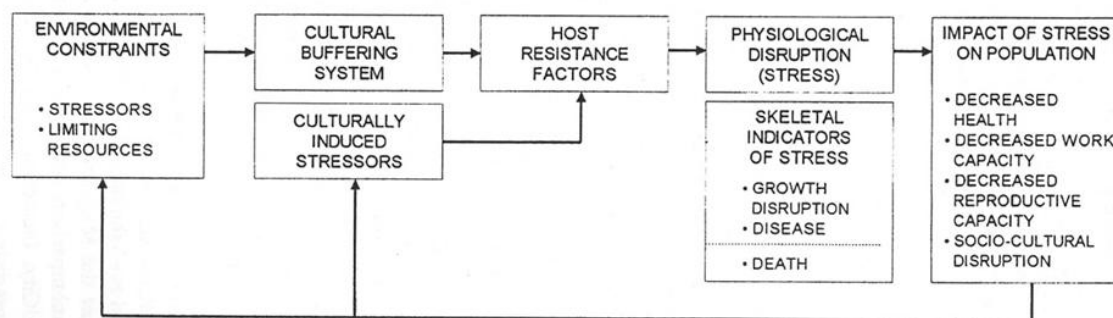 ENVIRONMENTAL
CONSTRAINTS
• STRESSORS
• LIMITING
RESOURCES
CULTURAL
BUFFERING
SYSTEM
CULTURALLY
INDUCED
STRESSORS
HOST
RESISTANCE
FACTORS
PHYSIOLOGICAL
DISRUPTION
(STRESS)
SKELETAL
INDICATORS
OF STRESS
• GROWTH
DISRUPTION
• DISEASE
• DEATH
IMPACT OF STRESS
ON POPULATION
• DECREASED
HEALTH
• DECREASED WORK
CAPACITY
• DECREASED
REPRODUCTIVE
CAPACITY
• SOCIO-CULTURAL
DISRUPTION